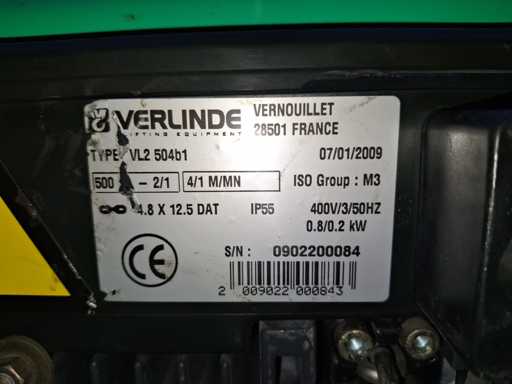 VERLINDE
LIFTING EQUIPMENT
VERNOUILLET
28501 FRANCE
TYPE VL2 504b1 07/01/2009
500 - 2/1 4/1 M/MN ISO Group : M3
4.8 X 12.5 DAT IP55 400V/3/50HZ
0.8/0.2 kW
S/N : 0902200084
CE
2 009022 000843